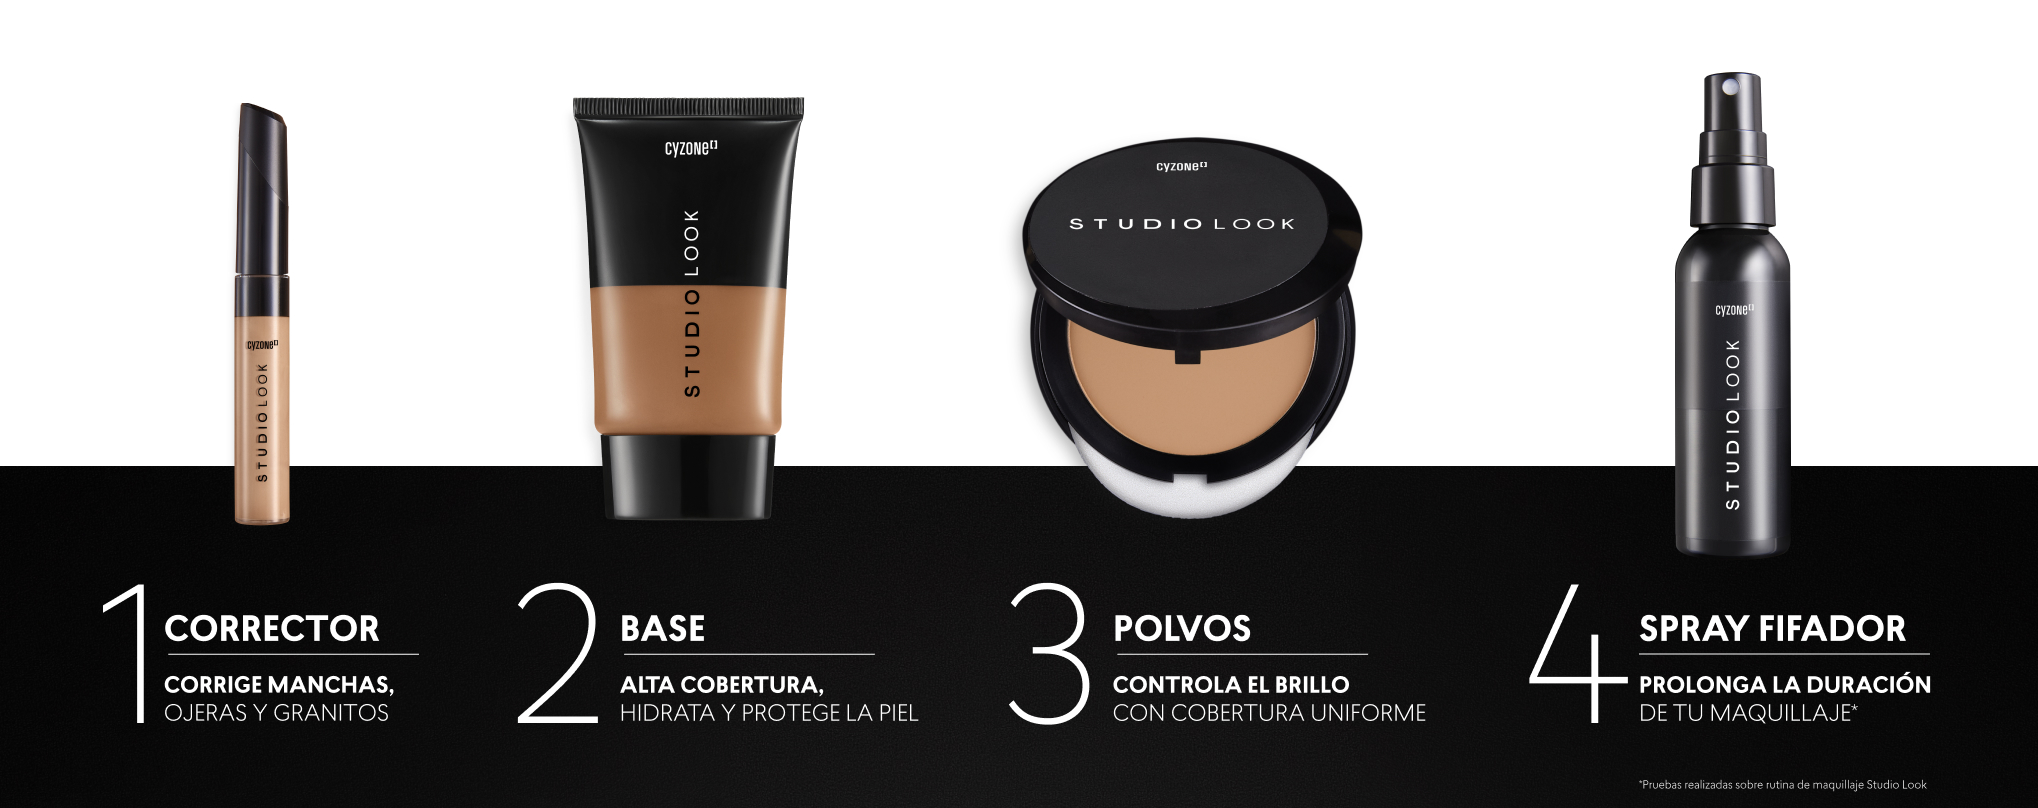 cyzone
STUDIO LOOK
cyzone
STUDIO LOOK
cyzone
STUDIO LOOK
cyzone
STUDIO LOOK
1 CORRECTOR
CORRIGE MANCHAS,
OJERAS Y GRANITOS
2 BASE
ALTA COBERTURA,
HIDRATA Y PROTEGE LA PIEL
3 POLVOS
CONTROLA EL BRILLO
CON COBERTURA UNIFORME
4 SPRAY FIFADOR
PROLONGA LA DURACIÓN
DE TU MAQUILLAJE*
*Pruebas realizadas sobre rutina de maquillaje Studio Look